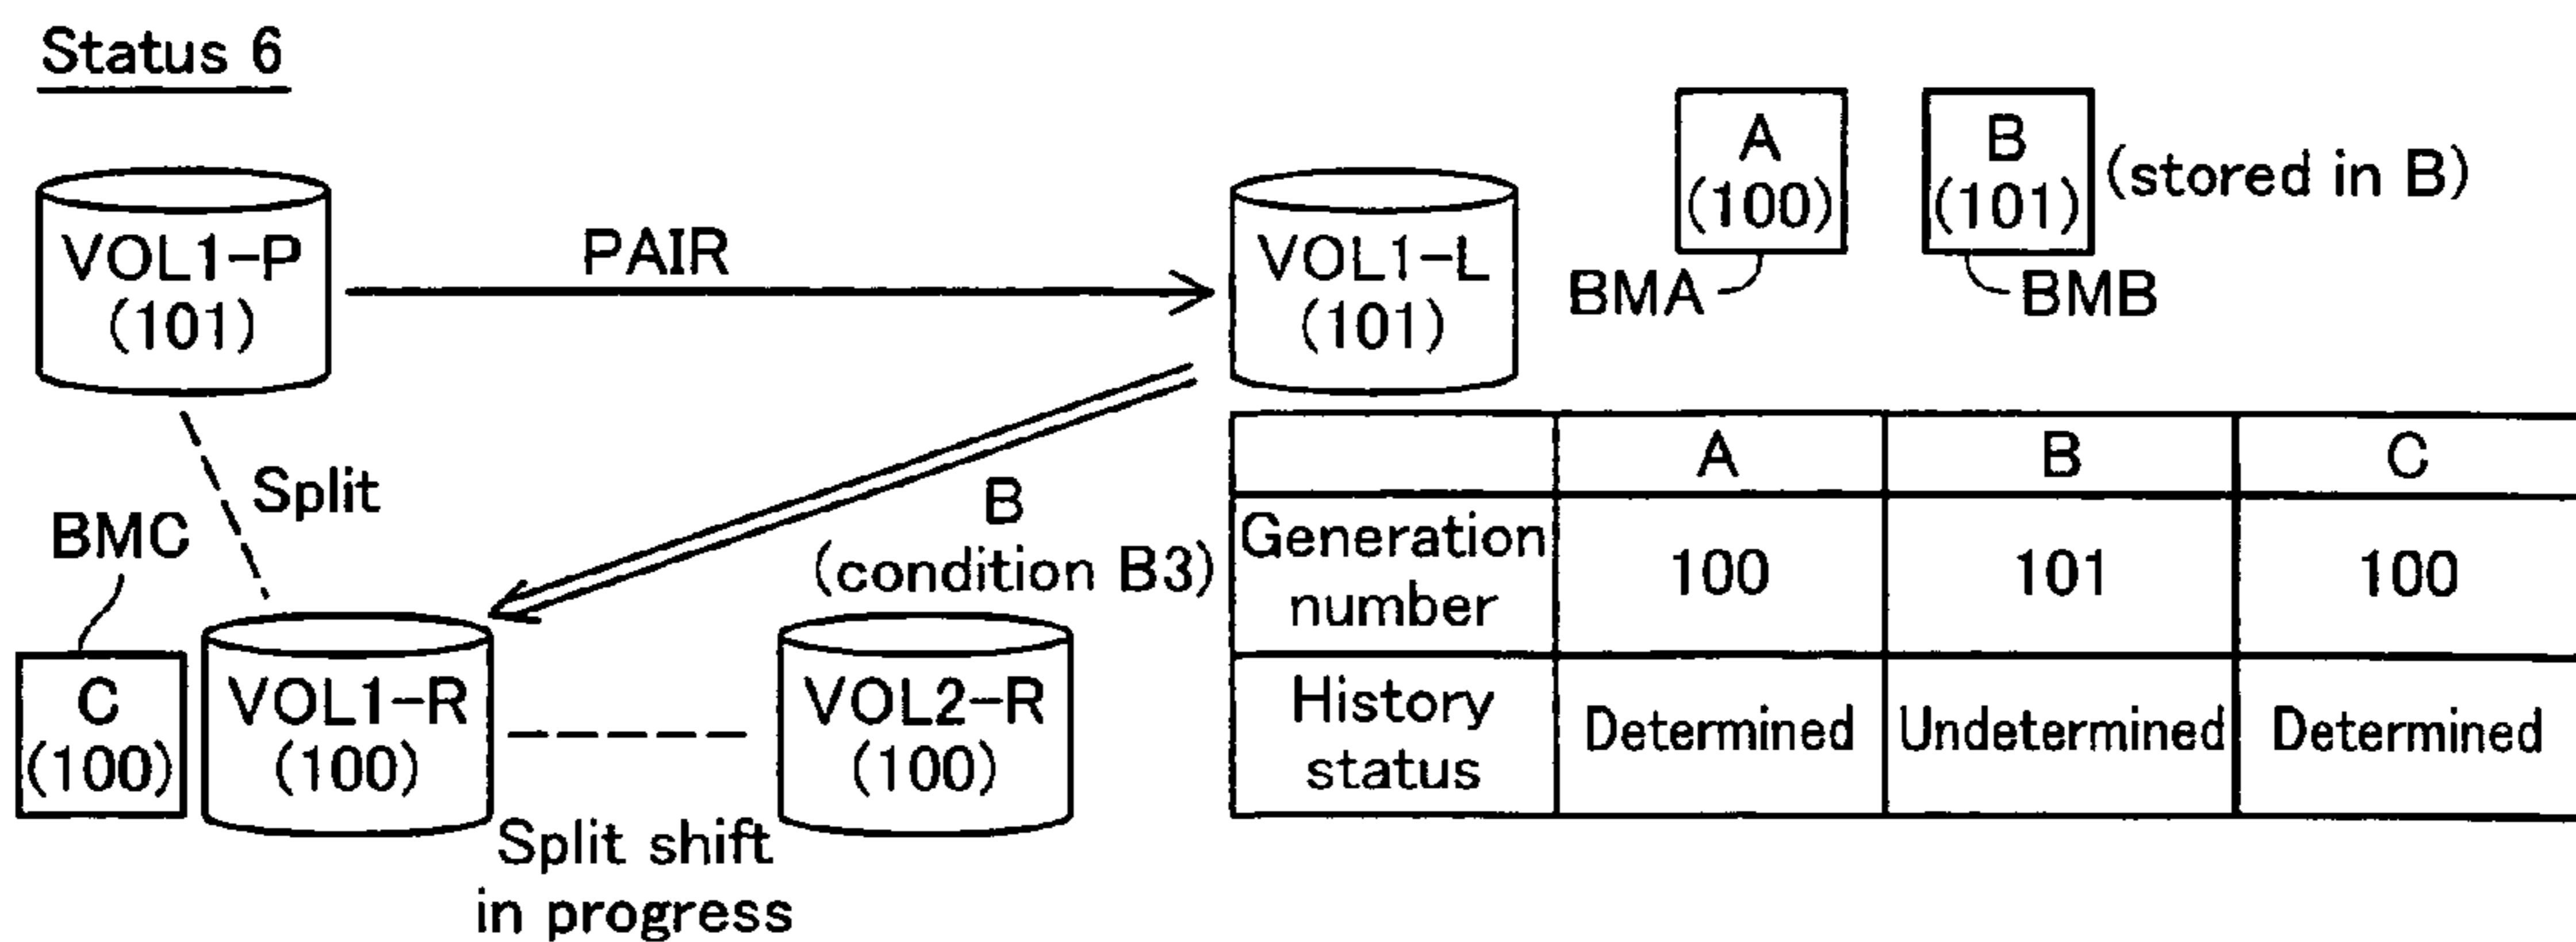 Status 6
VOL1-P
(101)
PAIR
VOL1-L
(101)
A
(100)
B
(101)
(stored in B)
BMA
BMB
Split
BMC
B
(condition B3)
C
(100)
VOL1-R
(100)
VOL2-R
(100)
Split shift
in progress
A B C
Generation
number
100 101 100
History
status
Determined Undetermined Determined